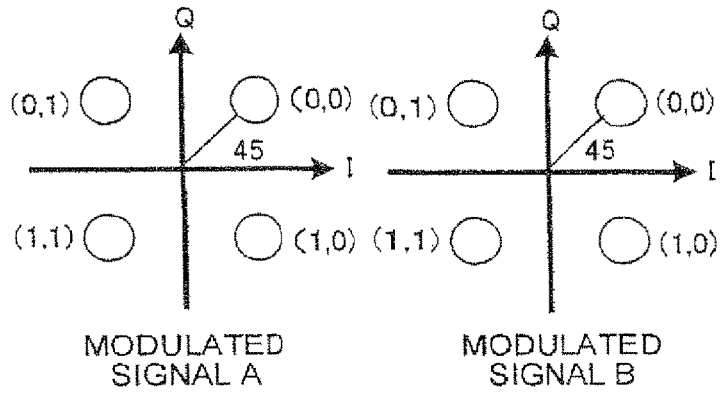 Q Q
(0,1) (0,0) (0,1) (0,0)
45 45
I I
(1,1) (1,0) (1,1) (1,0)
MODULATED MODULATED
SIGNAL A SIGNAL B